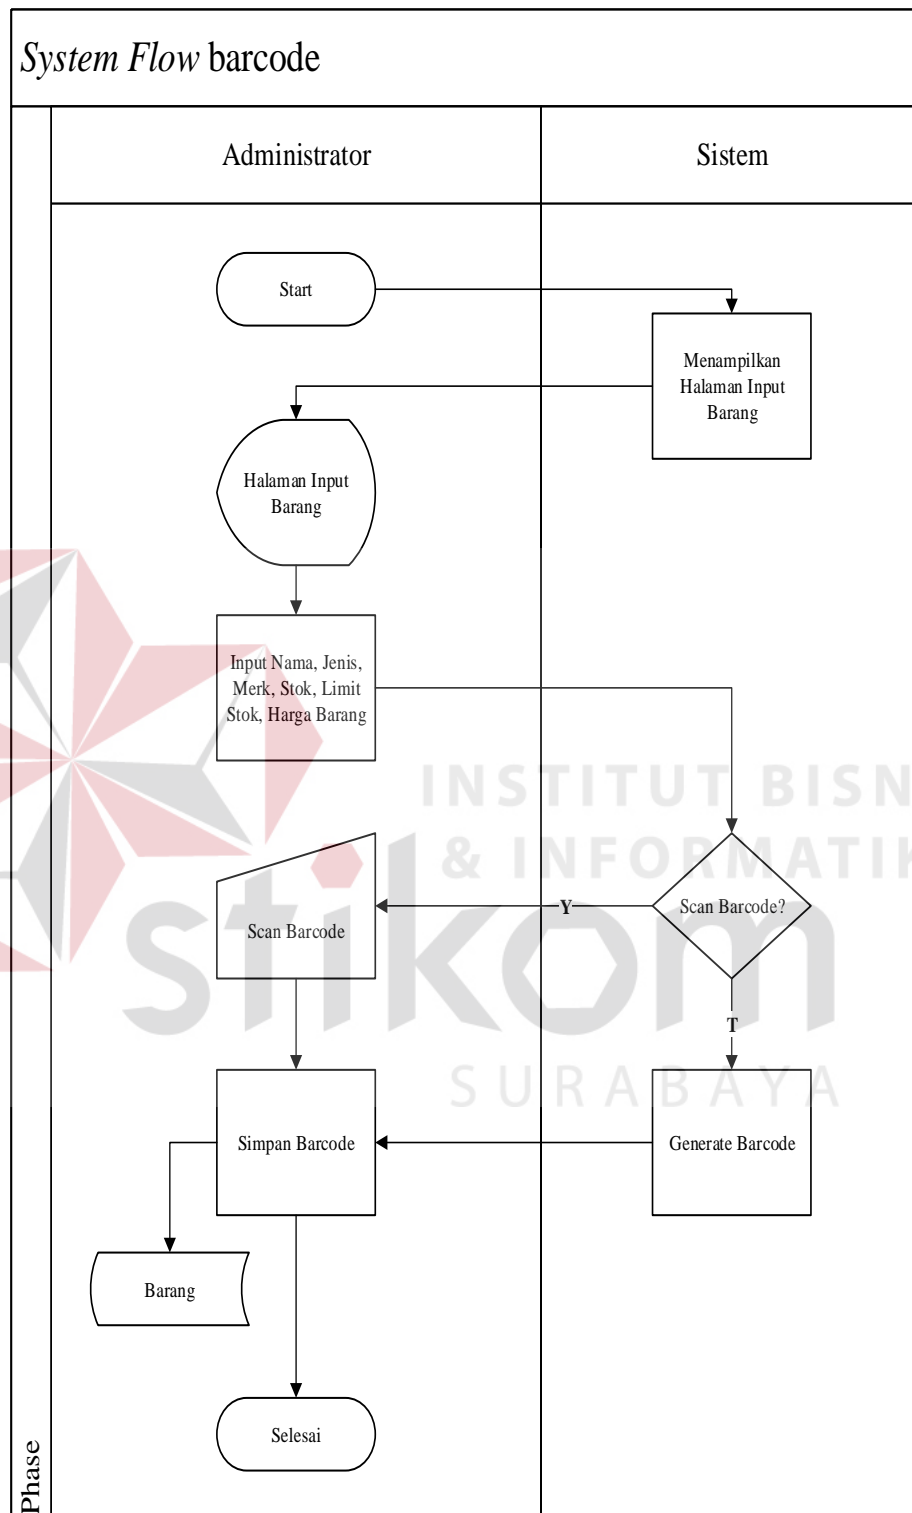 System Flow barcode
Administrator
Sistem
Start
Menampilkan
Halaman Input
Barang
Halaman Input
Barang
Input Nama, Jenis,
Merk, Stok, Limit
Stok, Harga Barang
INSTITUT BISN
& INFORMATIK
stikom
SURABAYA
Scan Barcode?
Y
Scan Barcode
T
Simpan Barcode
Generate Barcode
Barang
Selesai
Phase